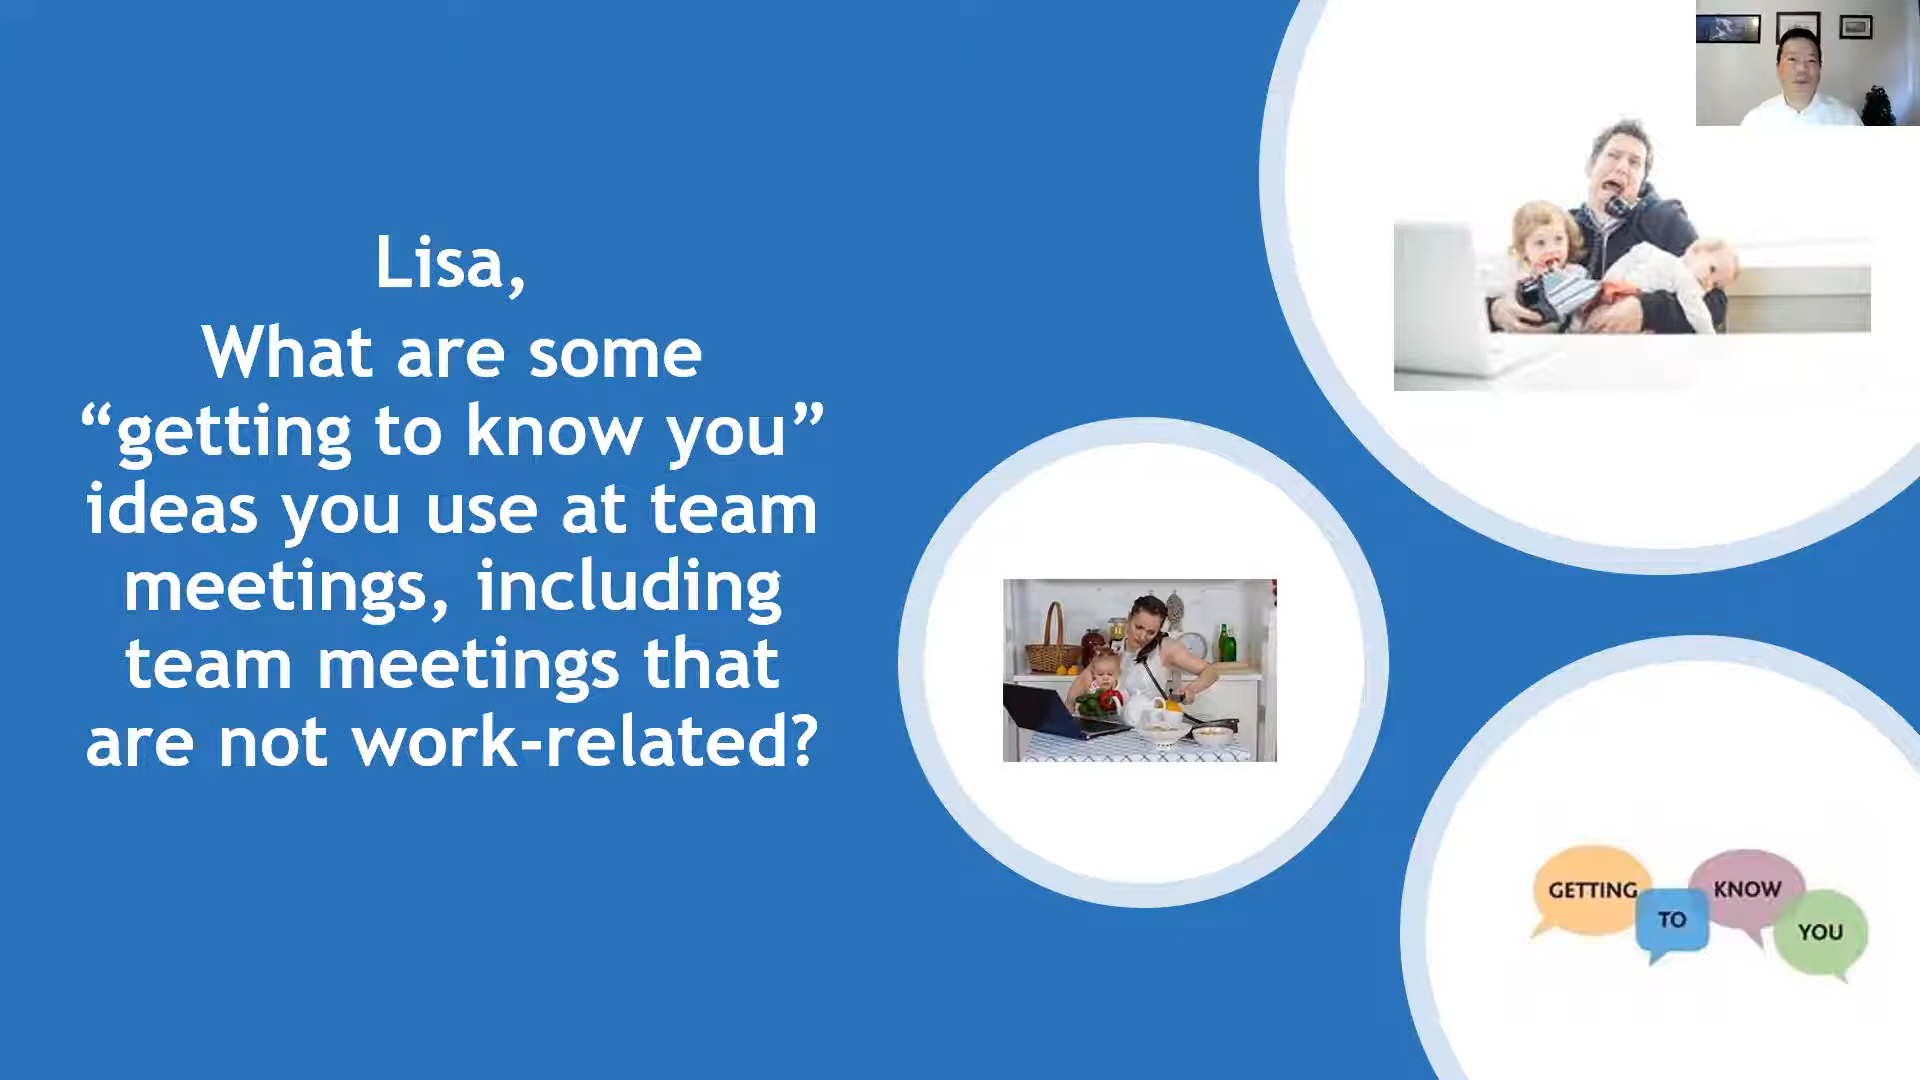 Lisa,
What are some
“getting to know you”
ideas you use at team
meetings, including
team meetings that
are not work-related?
GETTING
TO
KNOW
YOU